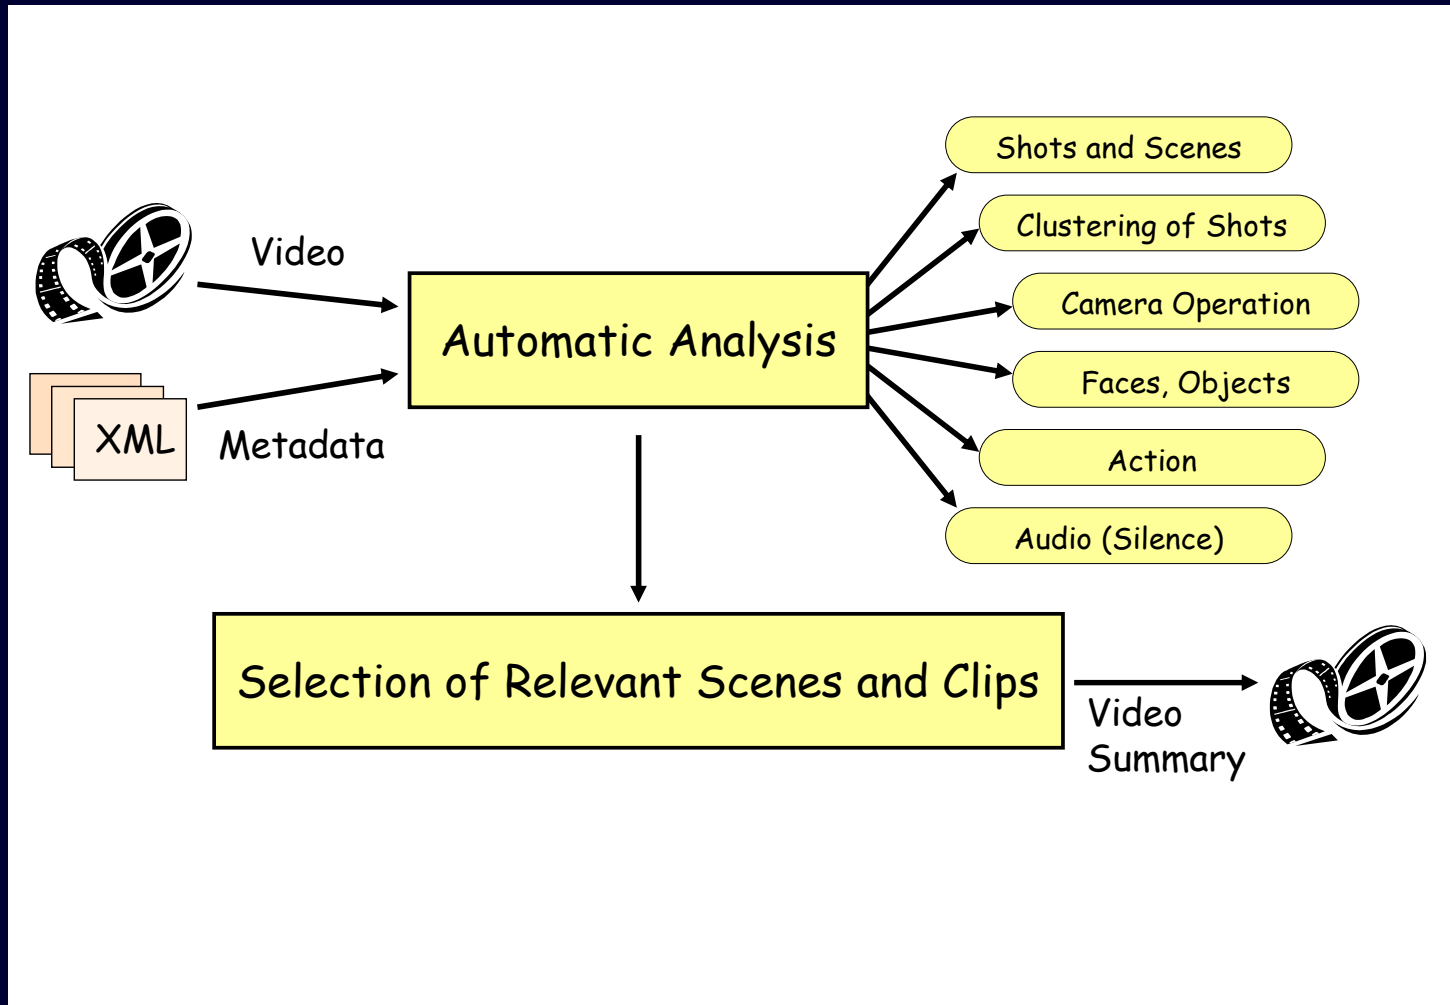 Shots and Scenes
Clustering of Shots
Video
Camera Operation
Automatic Analysis
Faces, Objects
XML
Metadata
Action
Audio (Silence)
Selection of Relevant Scenes and Clips
Video
Summary